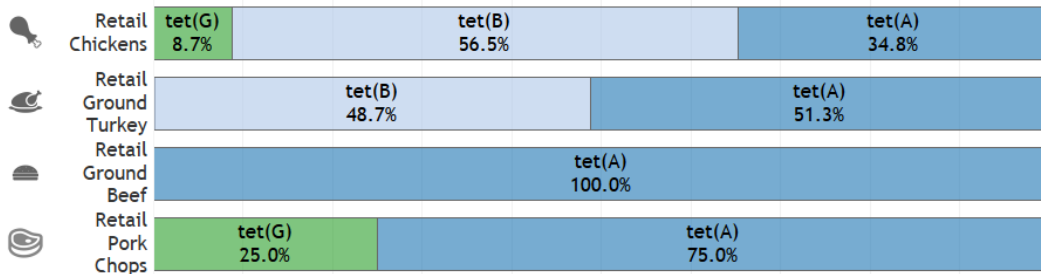 Retail
Chickens
tet(G)
8.7%
tet(B)
56.5%
tet(A)
34.8%
Retail
Ground
Turkey
tet(B)
48.7%
tet(A)
51.3%
Retail
Ground
Beef
tet(A)
100.0%
Retail
Pork
Chops
tet(G)
25.0%
tet(A)
75.0%